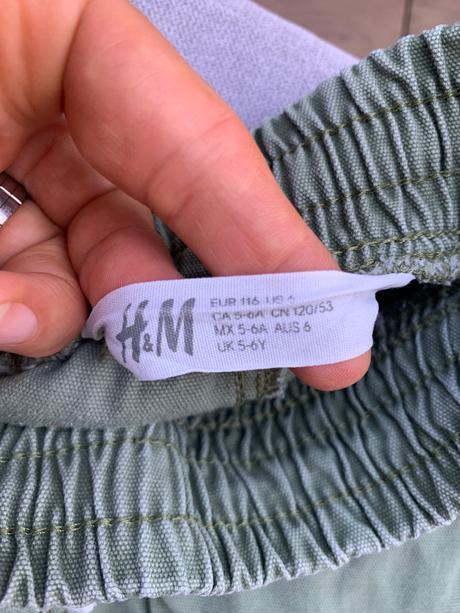 H&M
EUR 116 US 6
CA 5-6A CN 120/53
MX 5-6A AUS 6
UK 5-6Y